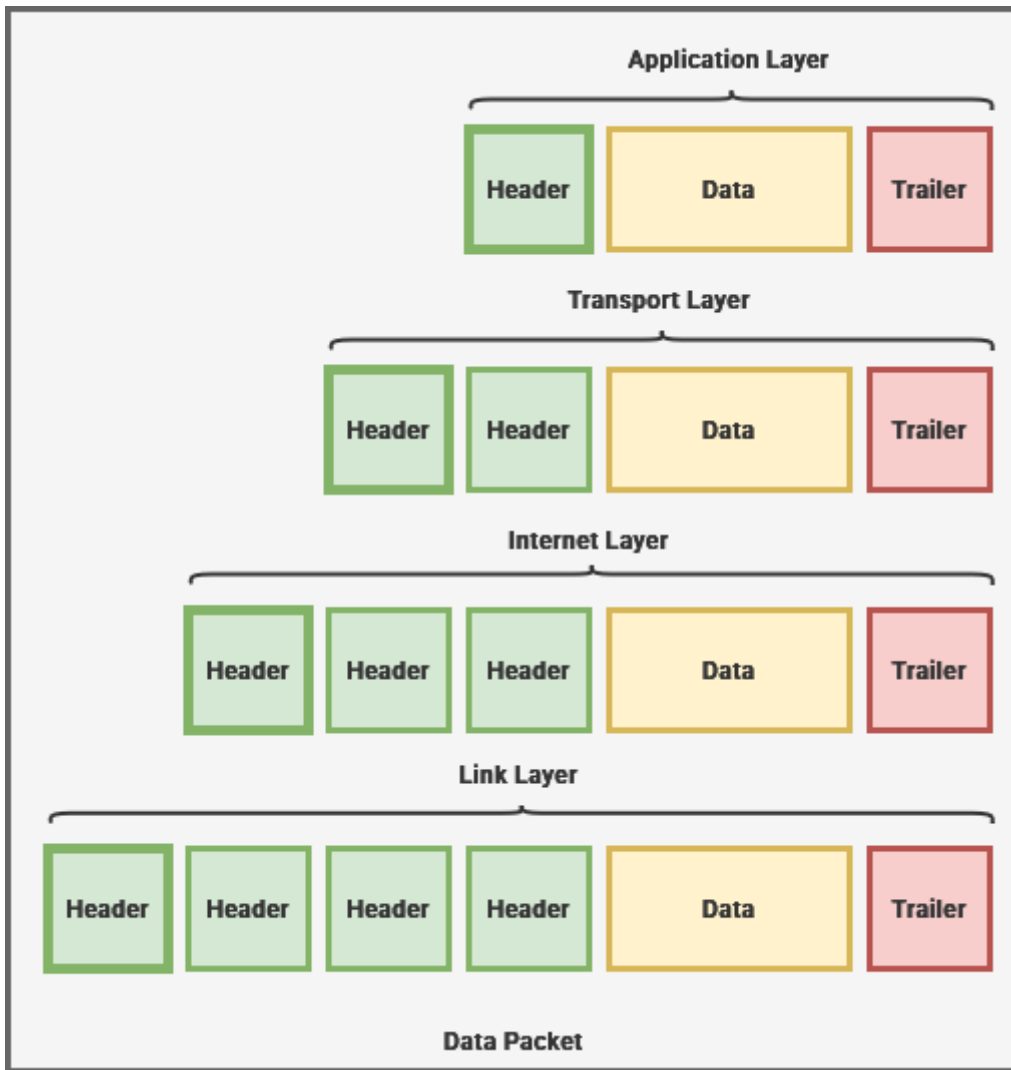 Application Layer
Header Data Trailer
Transport Layer
Header Header Data Trailer
Internet Layer
Header Header Header Data Trailer
Link Layer
Header Header Header Header Data Trailer
Data Packet